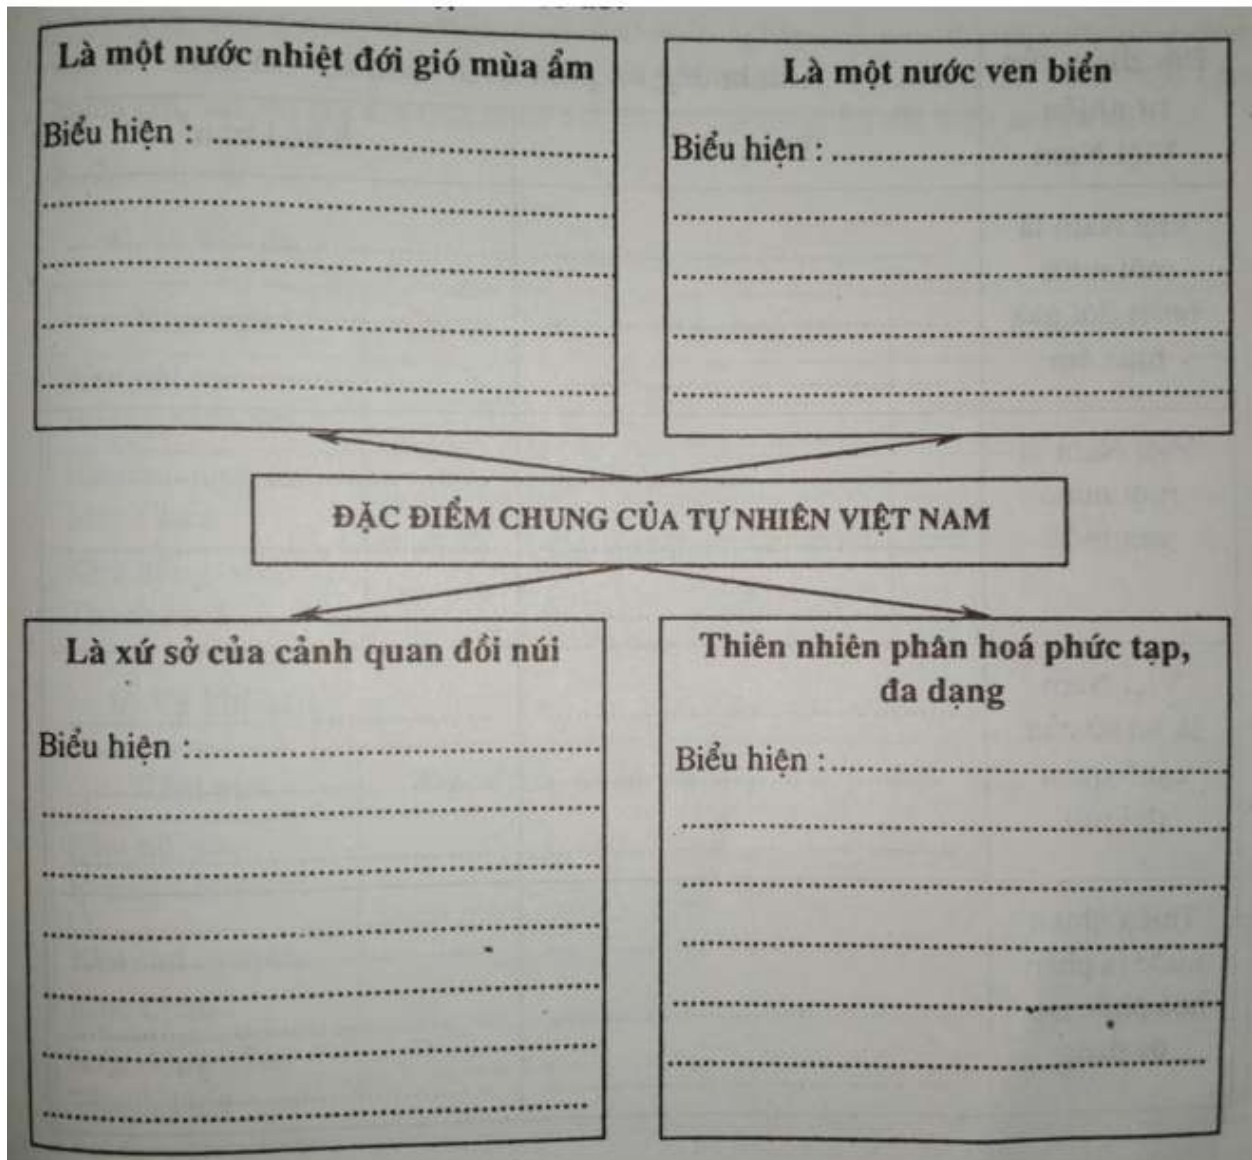 Là một nước nhiệt đới gió mùa ẩm
Biểu hiện : ........................................
................................................................
................................................................
................................................................
................................................................
Là một nước ven biển
Biểu hiện : ........................................
................................................................
................................................................
................................................................
................................................................
ĐẶC ĐIỂM CHUNG CỦA TỰ NHIÊN VIỆT NAM
Là xứ sở của cảnh quan đồi núi
Biểu hiện :........................................
................................................................
................................................................
................................................................
................................................................
................................................................
................................................................
Thiên nhiên phân hoá phức tạp,
đa dạng
Biểu hiện :........................................
................................................................
................................................................
................................................................
................................................................
................................................................